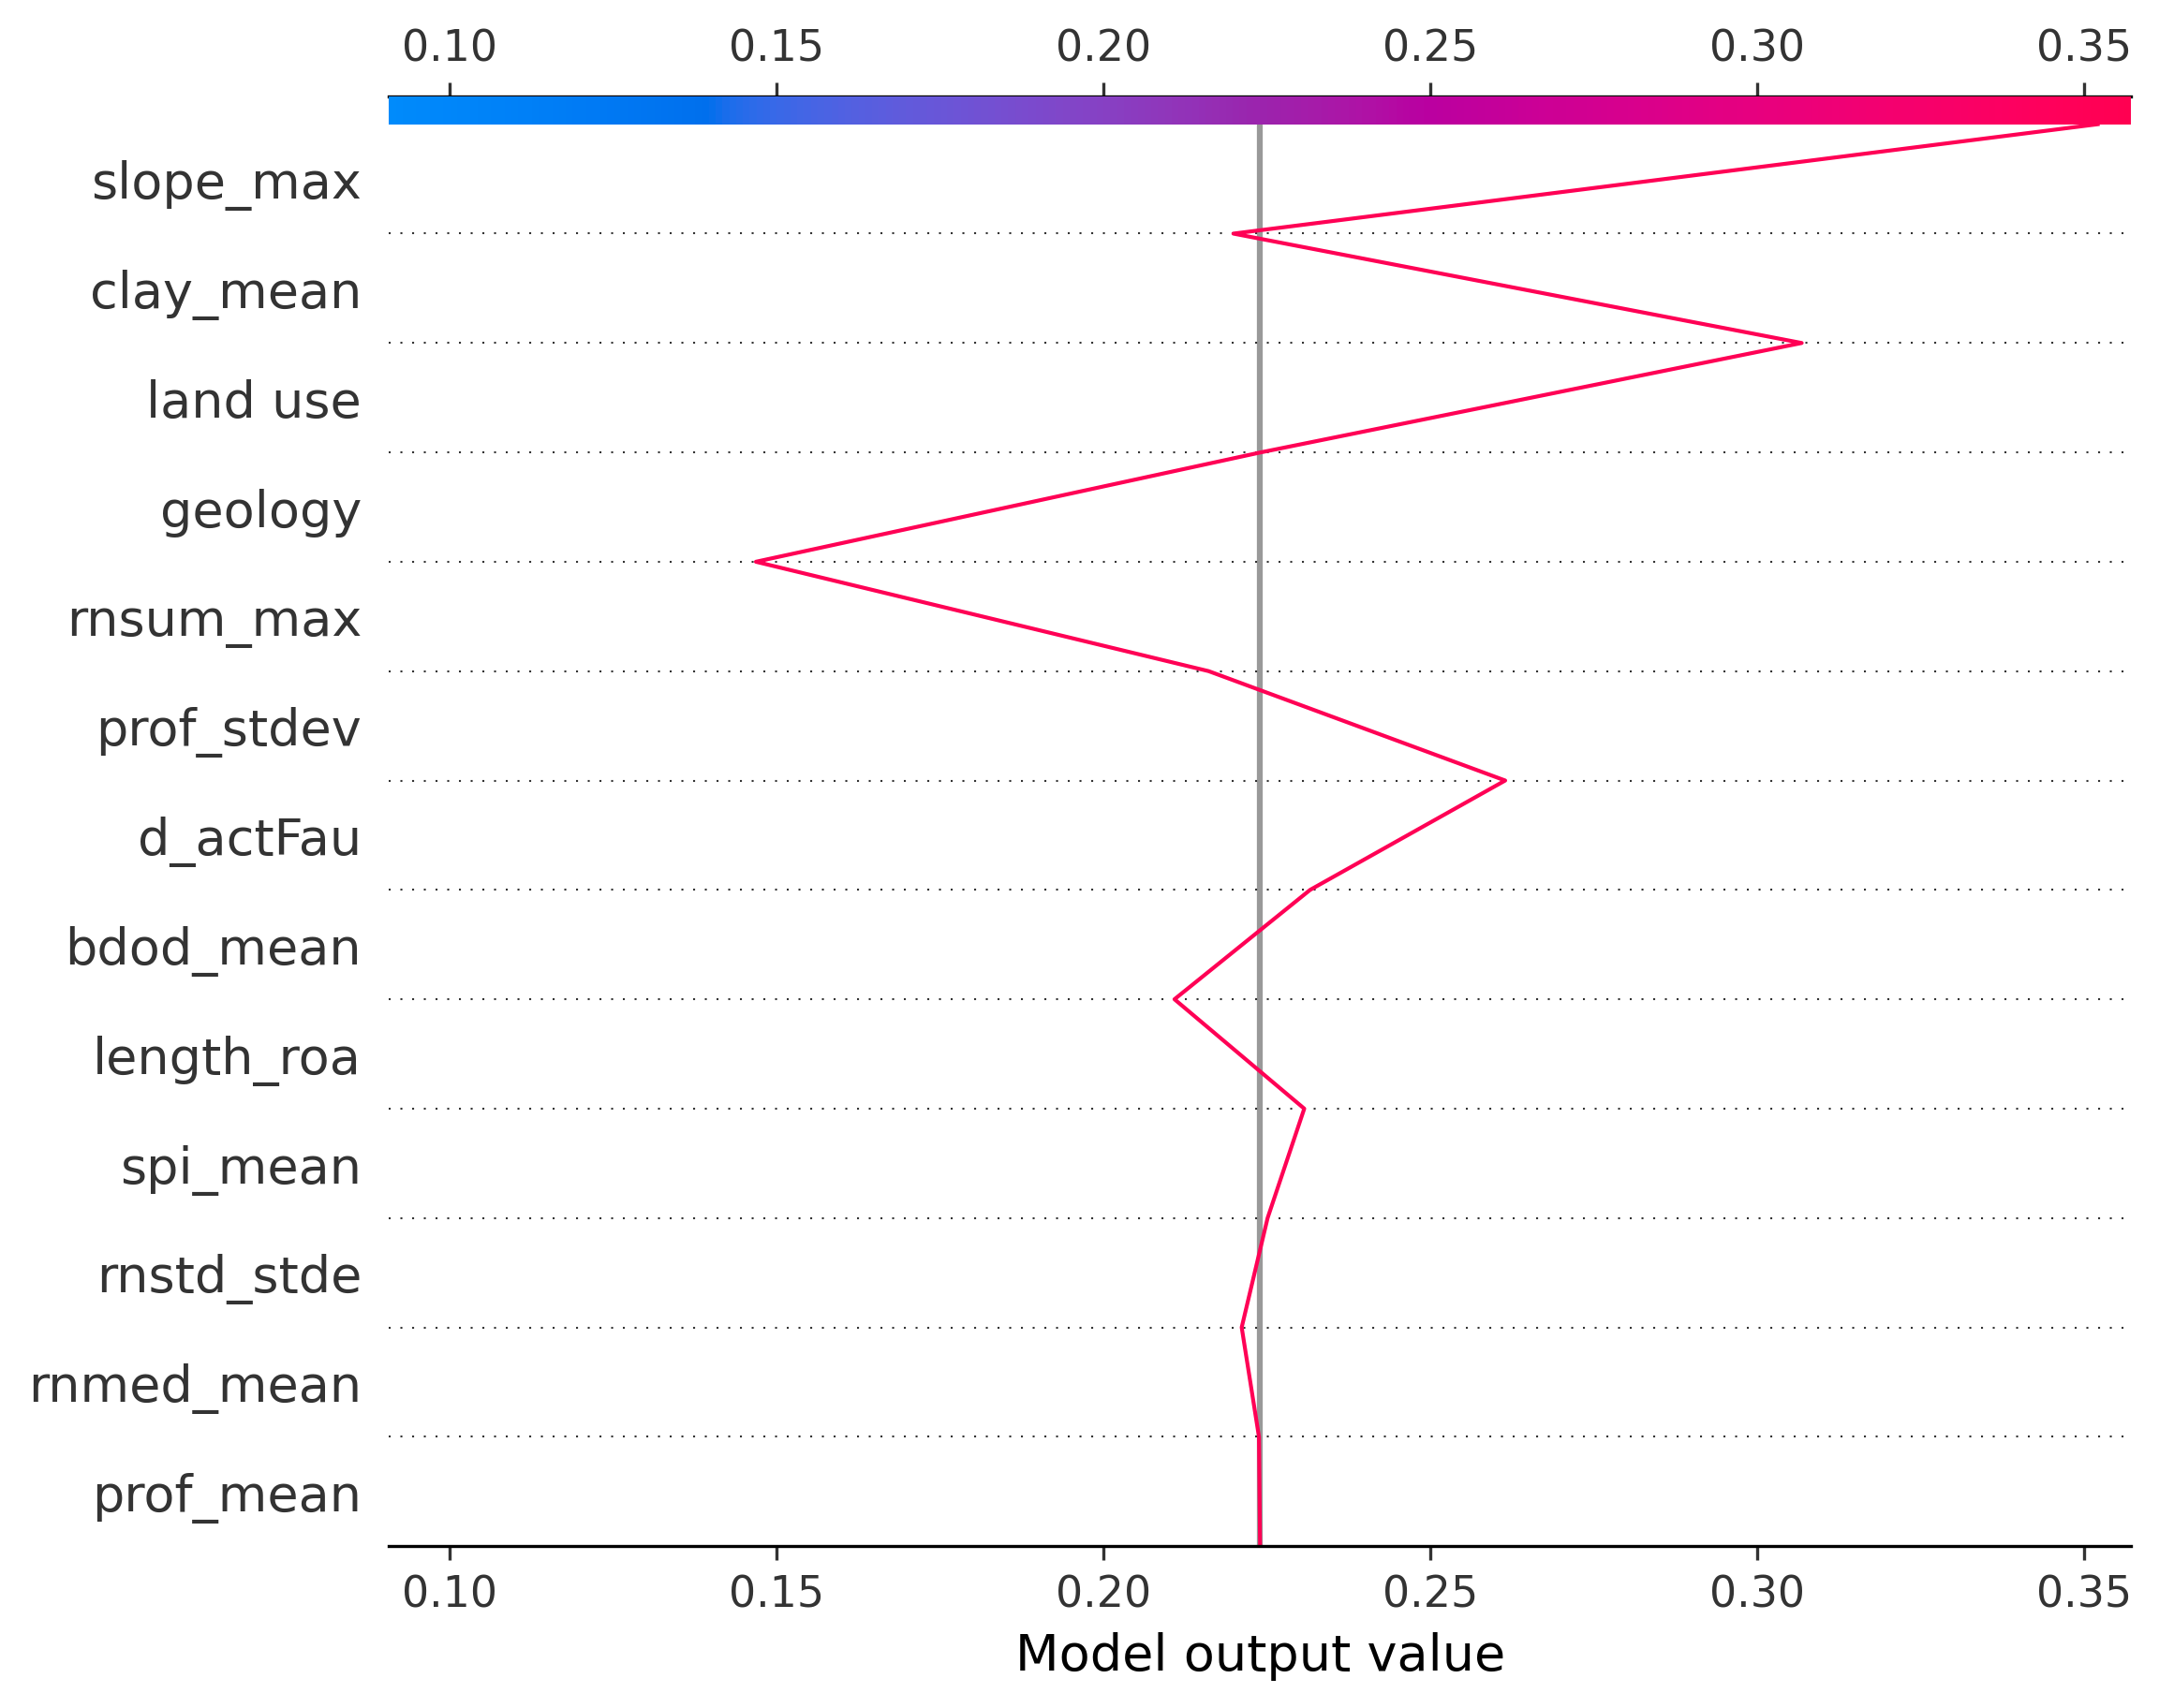 0.10 0.15 0.20 0.25 0.30 0.35
slope_max
clay_mean
land use
geology
rnsum_max
prof_stdev
d_actFau
bdod_mean
length_roa
spi_mean
rnstd_stde
rnmed_mean
prof_mean
0.10 0.15 0.20 0.25 0.30 0.35
Model output value